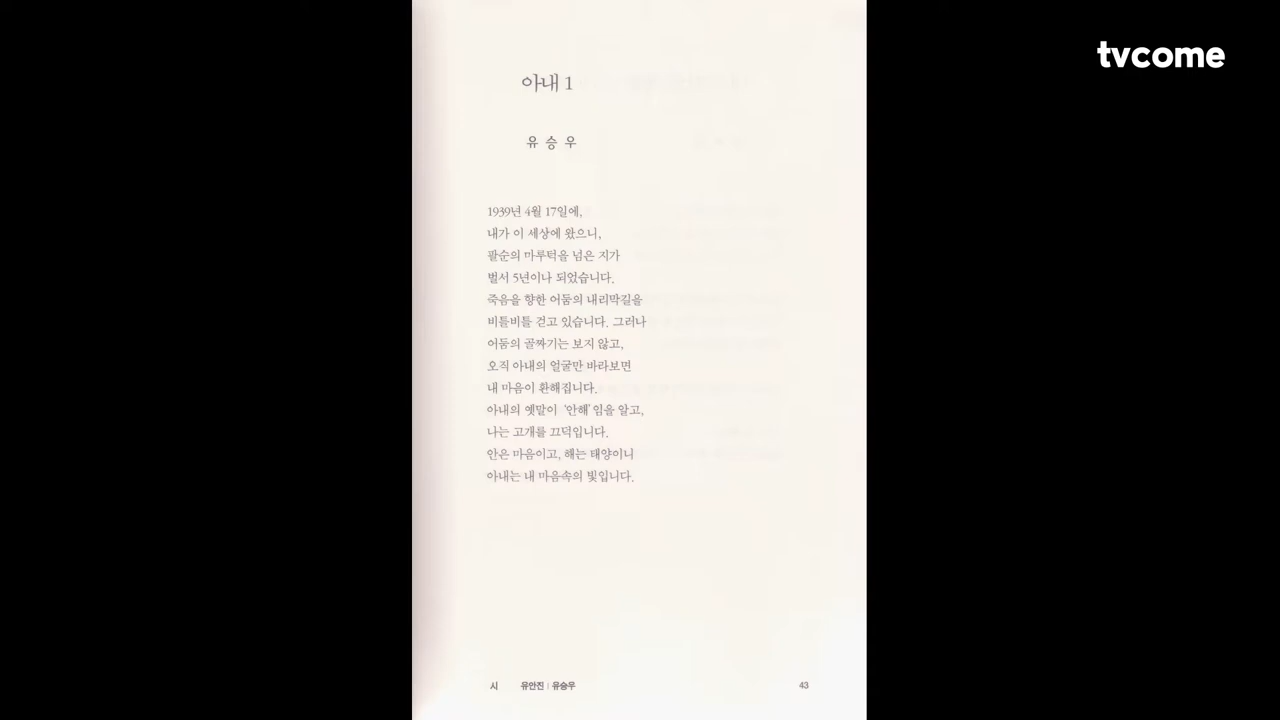 tvcome
아내 1
유 승 우
1939년 4월 17일에,
내가 이 세상에 왔으니,
팔순의 마루턱을 넘은 지가
벌서 5년이나 되었습니다.
죽음을 향한 어둠의 내리막길을
비틀비틀 걷고 있습니다. 그러나
어둠의 골짜기는 보지 않고,
오직 아내의 얼굴만 바라보면
내 마음이 환해집니다.
아내의 옛말이 '안해'임을 알고,
나는 고개를 끄덕입니다.
안은 마음이고, 해는 태양이니
아내는 내 마음속의 빛입니다.
시 유안진 | 유승우 43